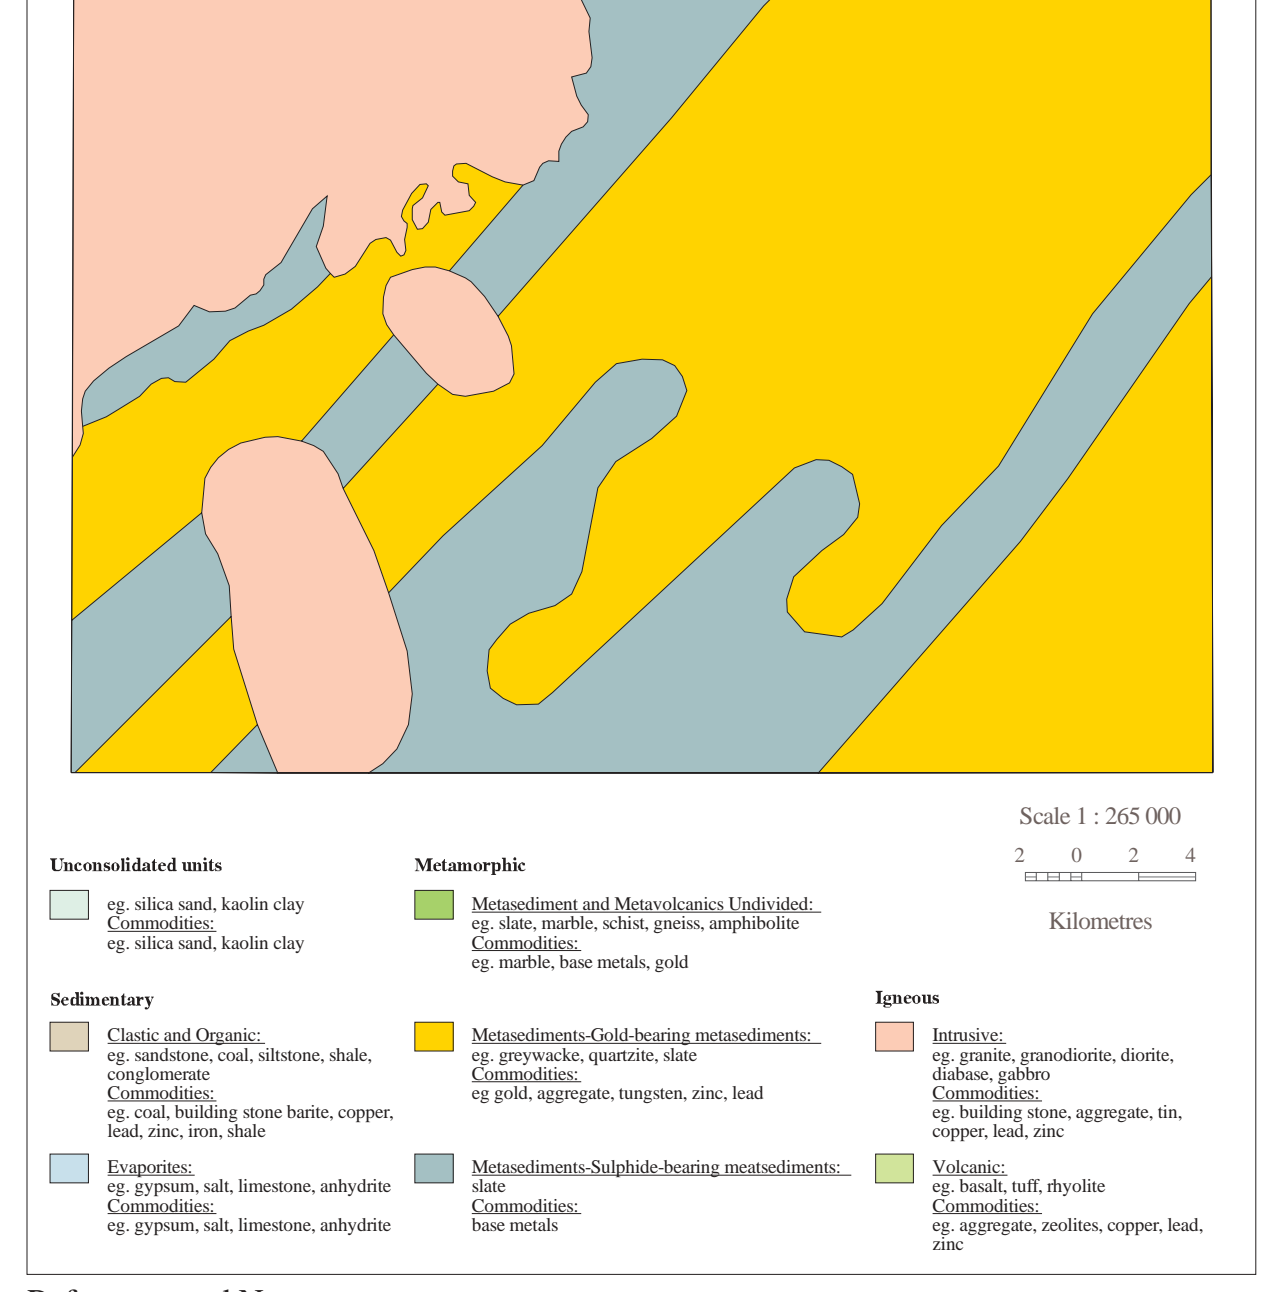 Scale 1 : 265 000
2 0 2 4
Kilometres
Unconsolidated units
eg. silica sand, kaolin clay
Commodities:
eg. silica sand, kaolin clay
Sedimentary
Clastic and Organic:
eg. sandstone, coal, siltstone, shale,
conglomerate
Commodities:
eg. coal, building stone barite, copper,
lead, zinc, iron, shale
Evaporites:
eg. gypsum, salt, limestone, anhydrite
Commodities:
eg. gypsum, salt, limestone, anhydrite
Metamorphic
Metasediment and Metavolcanics Undivided:
eg. slate, marble, schist, gneiss, amphibolite
Commodities:
eg. marble, base metals, gold
Metasediments-Gold-bearing metasediments:
eg. greywacke, quartzite, slate
Commodities:
eg gold, aggregate, tungsten, zinc, lead
Metasediments-Sulphide-bearing meatsediments:
slate
Commodities:
base metals
Igneous
Intrusive:
eg. granite, granodiorite, diorite,
diabase, gabbro
Commodities:
eg. building stone, aggregate, tin,
copper, lead, zinc
Volcanic:
eg. basalt, tuff, rhyolite
Commodities:
eg. aggregate, zeolites, copper, lead,
zinc